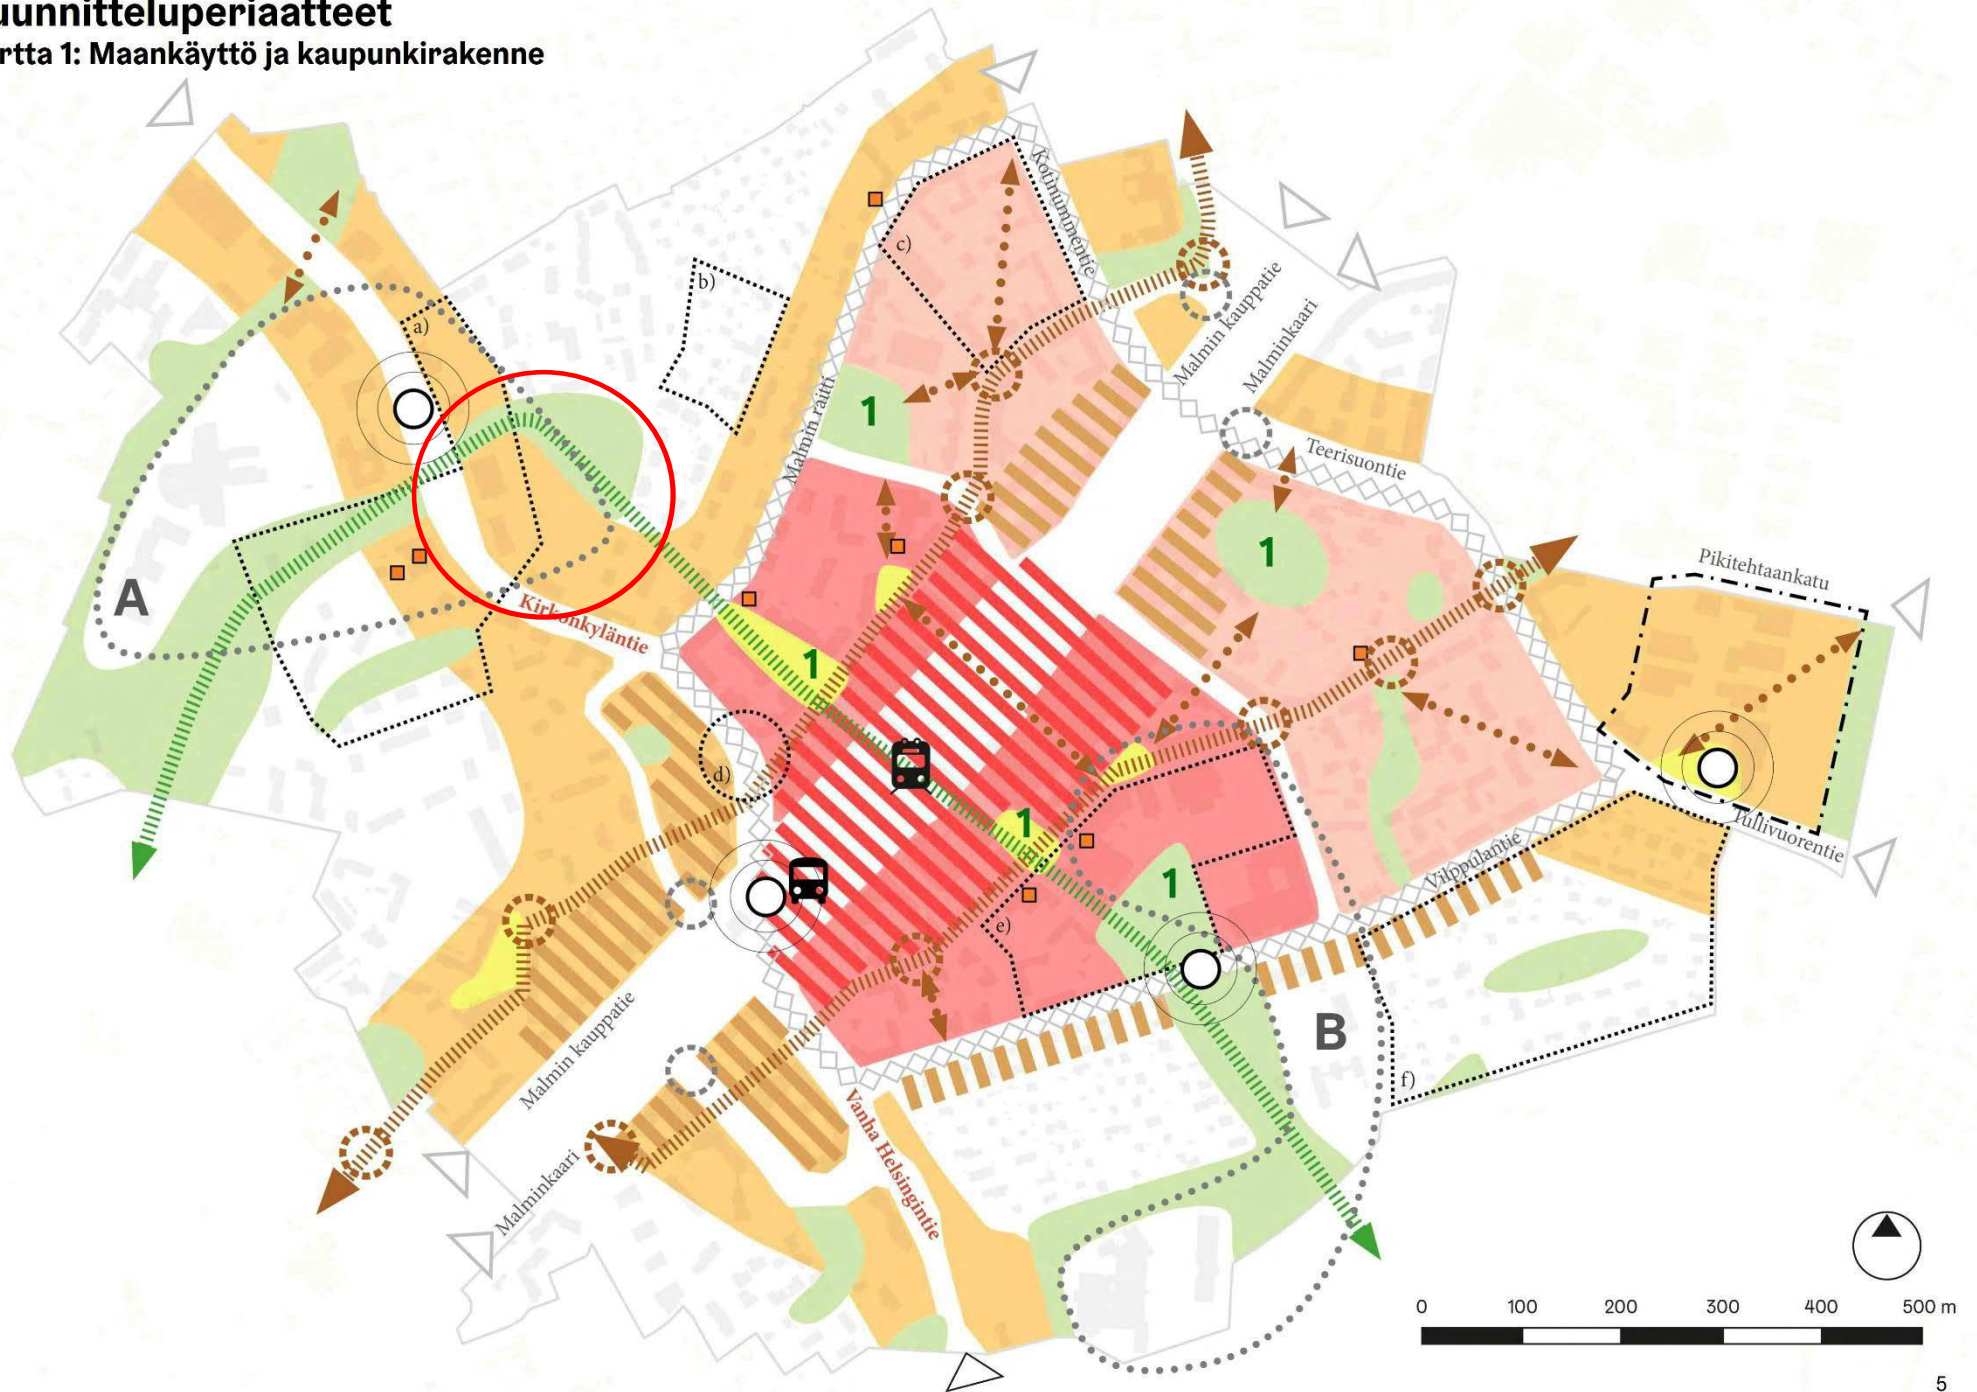 uunnitteluperiaatteet
rtta 1: Maankäyttö ja kaupunkirakenne
Kotinummentie
c)
b)
Malmin kauppatie
Malminkaari
a)
Malmin raitti
1
Teerisuontie
1
Pikitehtaankatu
A
Kirkonkyläntie
1
d)
1
Tullivuorentie
Vilppulantie
1
e)
B
Malmin kauppatie
f)
Vanha Helsingintie
Malminkaari
0 100 200 300 400 500 m
5